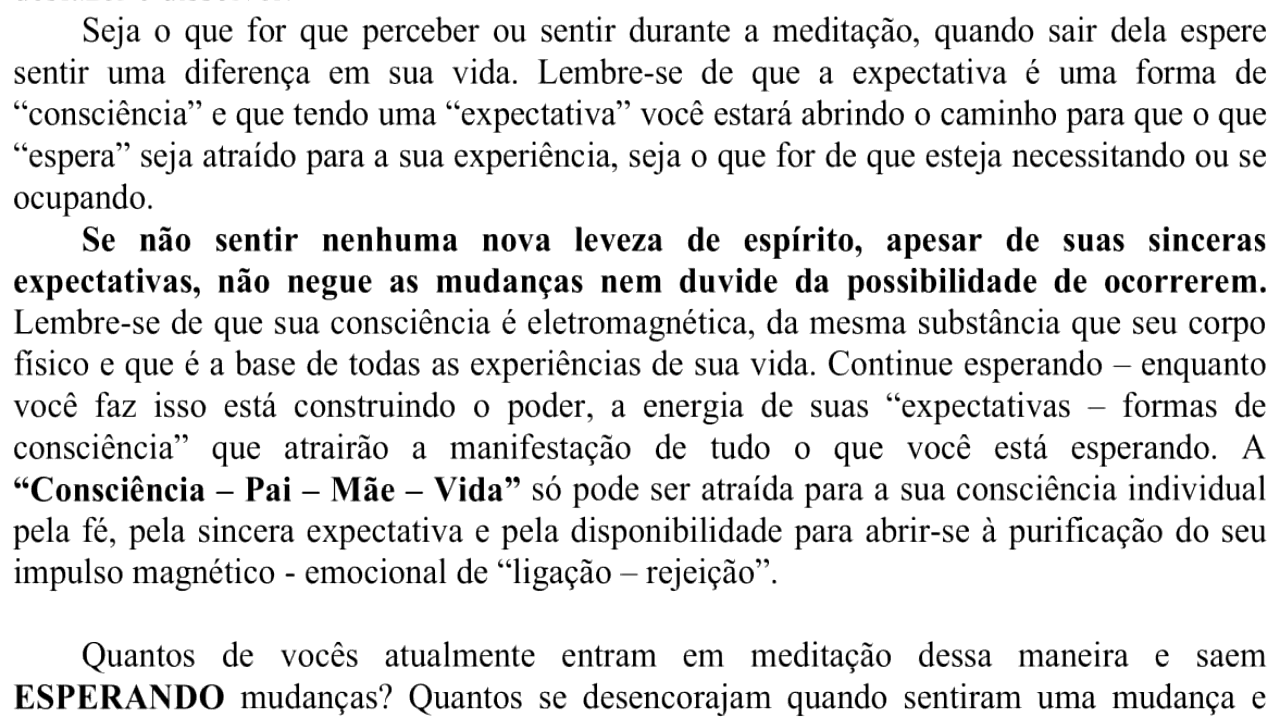 Seja o que for que perceber ou sentir durante a meditação, quando sair dela espere
sentir uma diferença em sua vida. Lembre-se de que a expectativa é uma forma de
“consciência” e que tendo uma “expectativa” você estará abrindo o caminho para que o que
“espera” seja atraído para a sua experiência, seja o que for de que esteja necessitando ou se
ocupando.
Se não sentir nenhuma nova leveza de espírito, apesar de suas sinceras
expectativas, não negue as mudanças nem duvide da possibilidade de ocorrerem.
Lembre-se de que sua consciência é eletromagnética, da mesma substância que seu corpo
físico e que é a base de todas as experiências de sua vida. Continue esperando – enquanto
você faz isso está construindo o poder, a energia de suas “expectativas – formas de
consciência” que atrairão a manifestação de tudo o que você está esperando. A
“Consciência – Pai – Mãe – Vida” só pode ser atraída para a sua consciência individual
pela fé, pela sincera expectativa e pela disponibilidade para abrir-se à purificação do seu
impulso magnético - emocional de “ligação – rejeição”.
Quantos de vocês atualmente entram em meditação dessa maneira e saem
ESPERANDO mudanças? Quantos se desencorajam quando sentiram uma mudança e